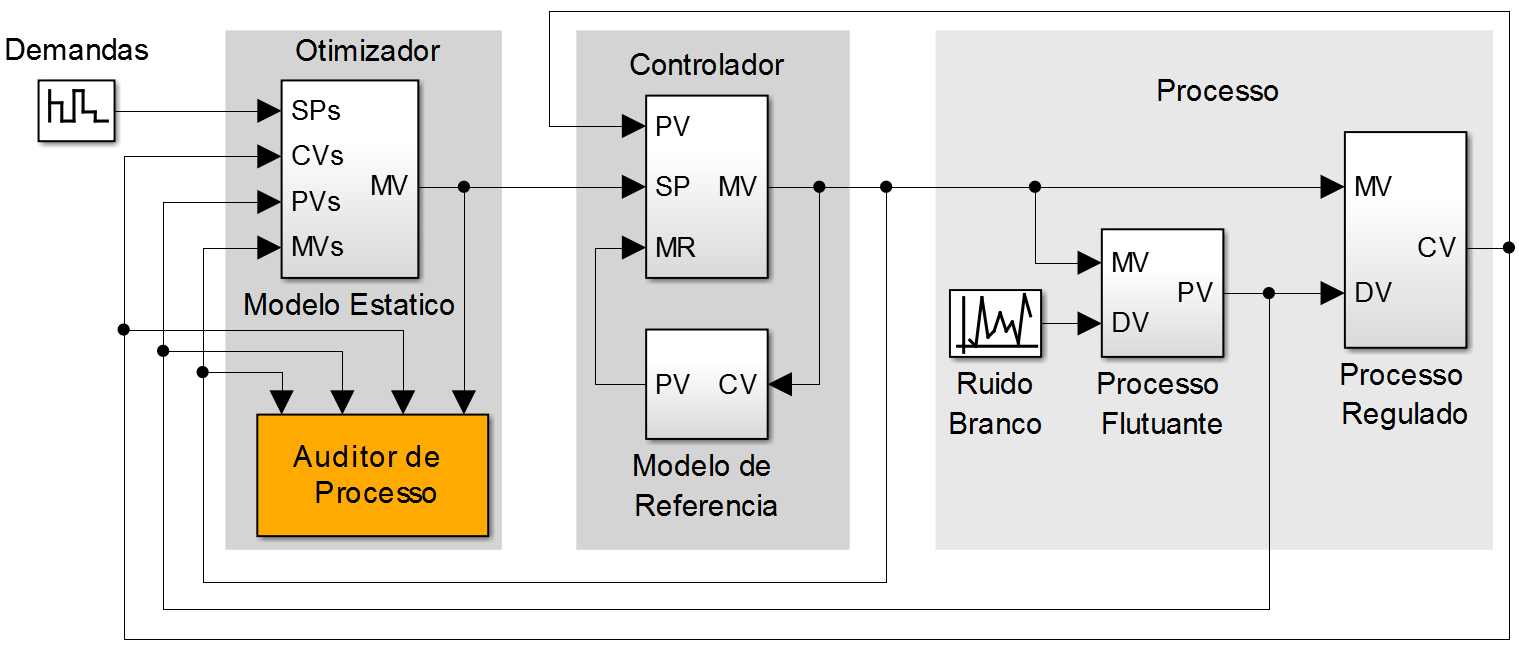 Demandas
Otimizador
SPs
CVs
PVs
MVs
MV
Modelo Estatico
Auditor de
Processo
Controlador
PV
SP
MR
MV
PV
CV
Modelo de
Referencia
Processo
MV
DV
PV
Ruido
Branco
Processo
Flutuante
MV
DV
CV
Processo
Regulado